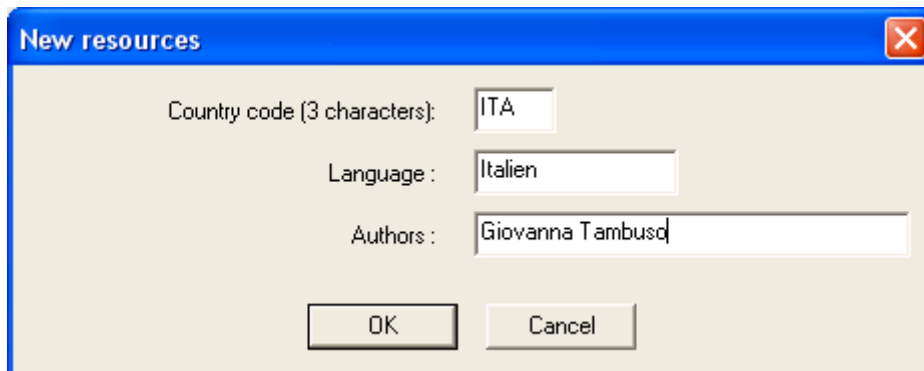 New resources
Country code (3 characters): ITA
Language : Italien
Authors : Giovanna Tambuso
OK Cancel